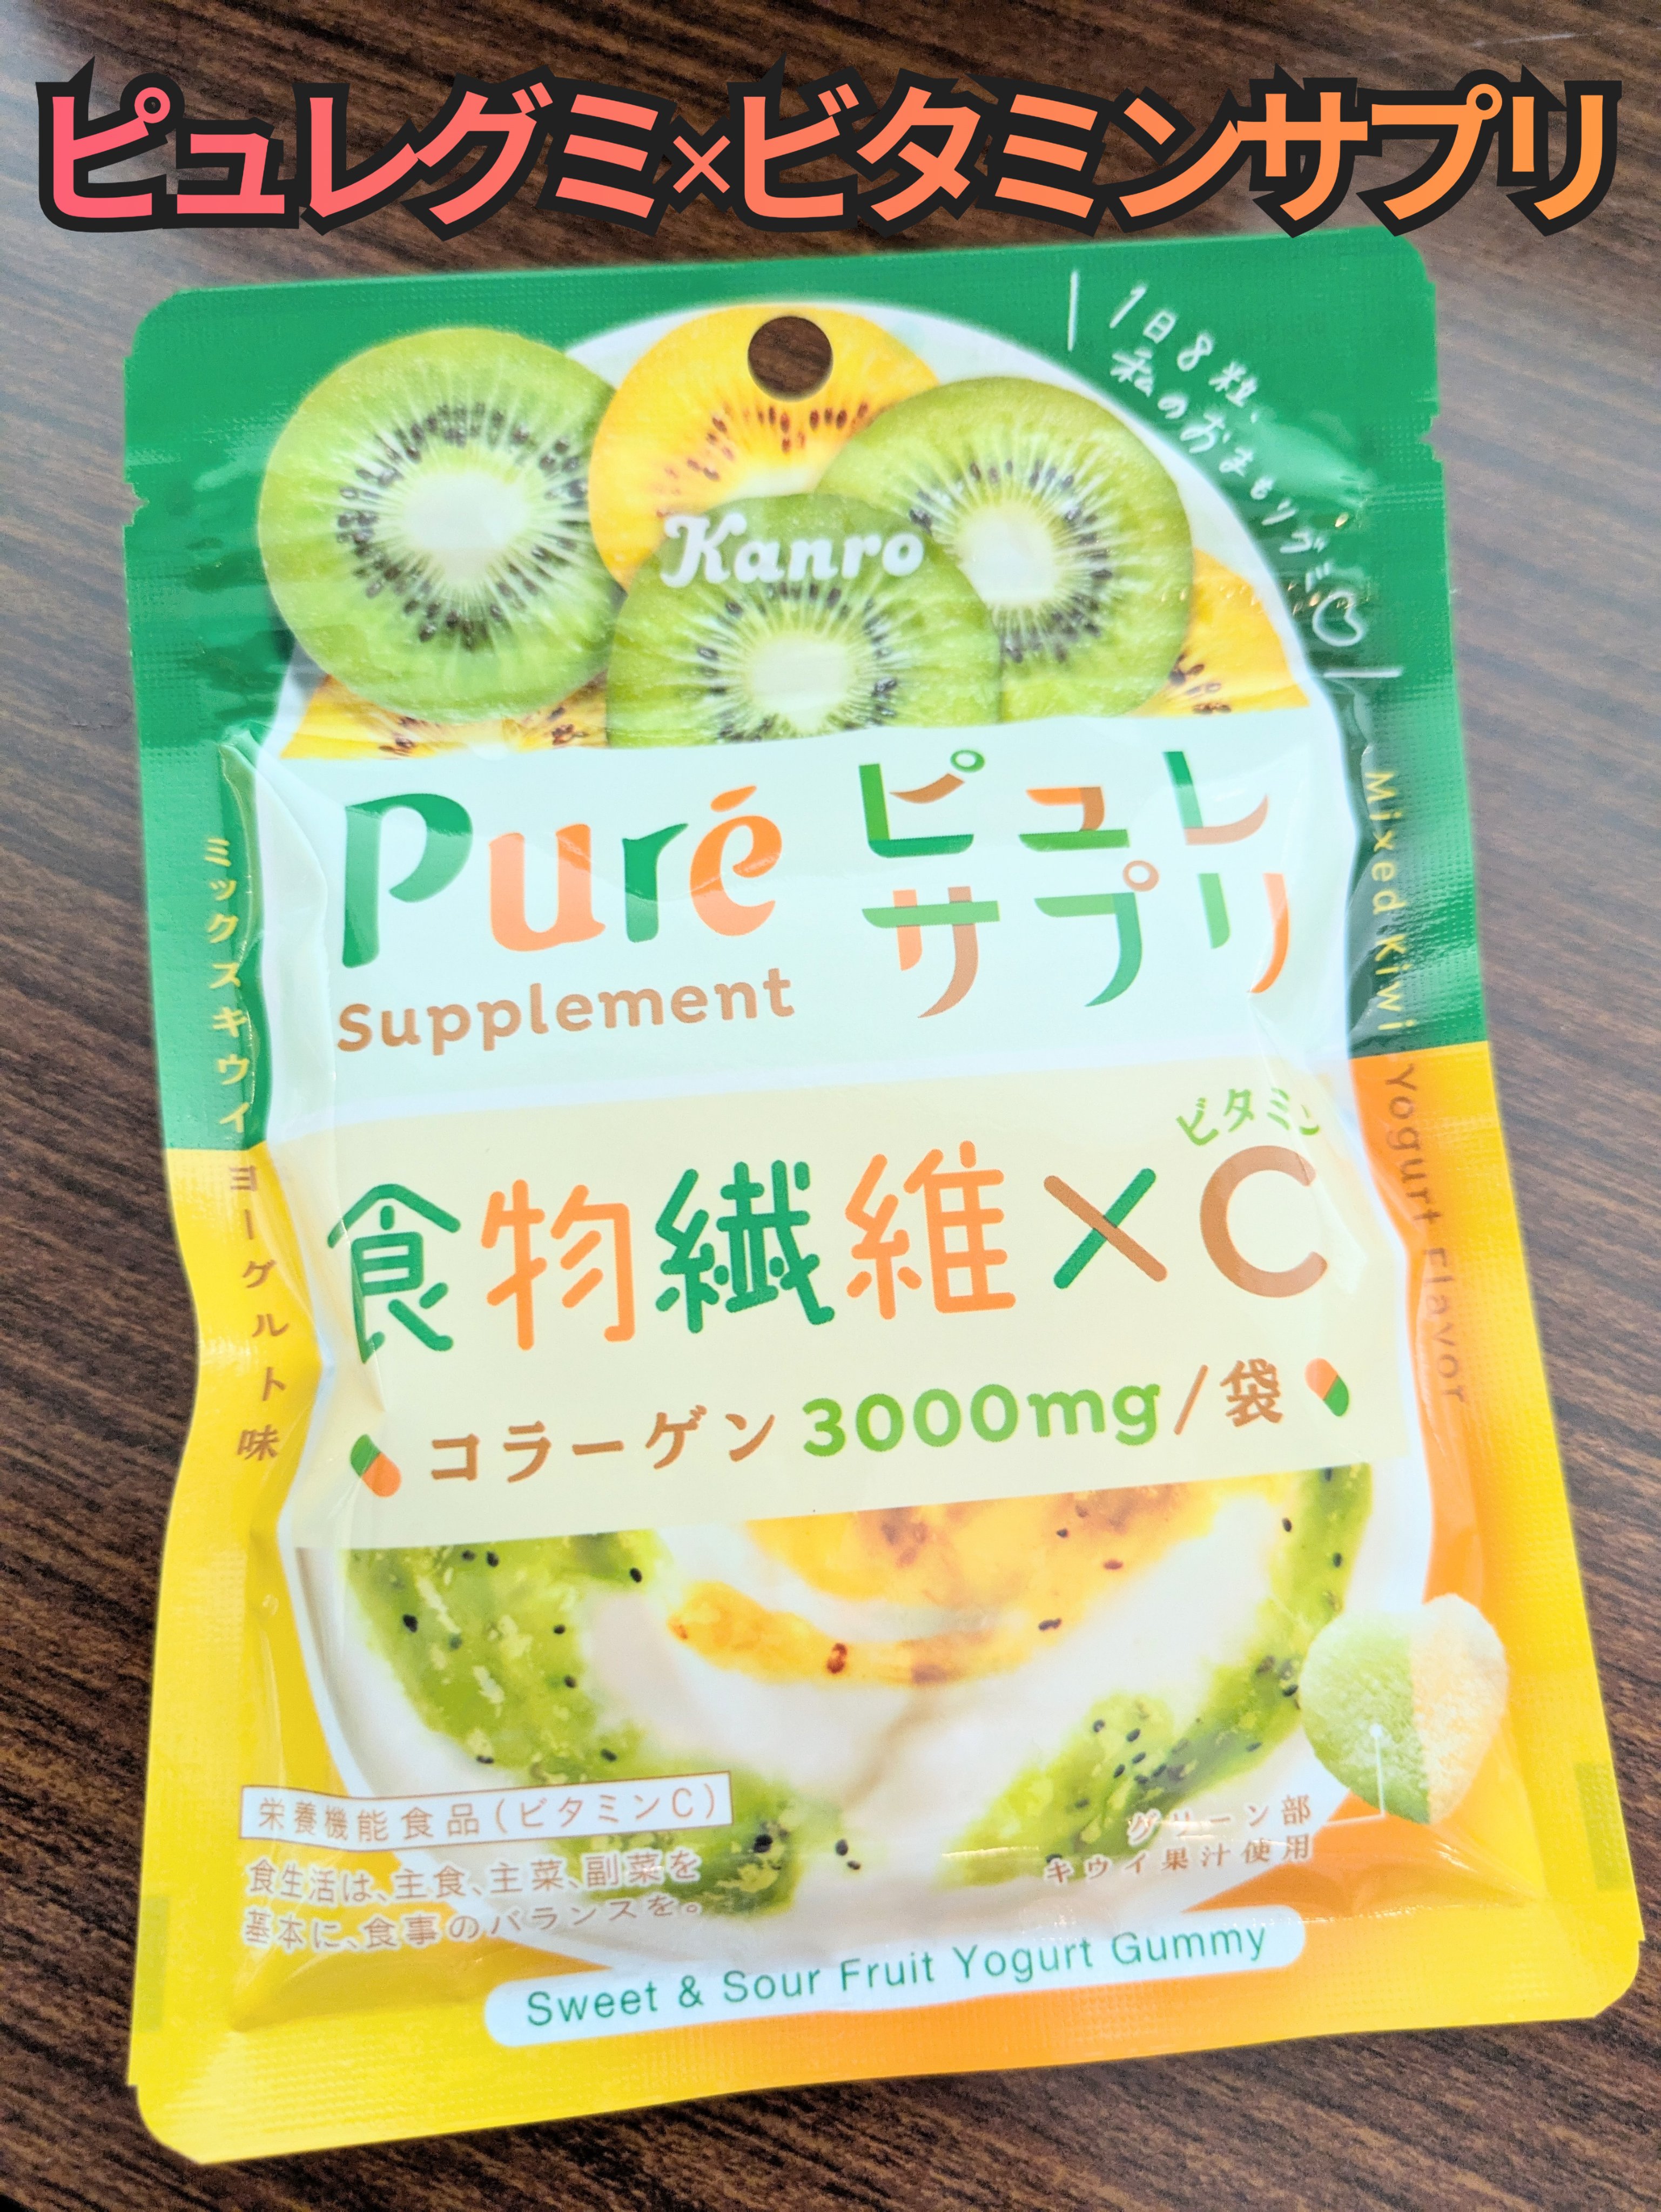 ピュレグミ×ビタミンサプリ
1日8粒、
私のおまもりグミ
Kanro
Puré
Supplement
ピュレ
サプリ
ミックスキウイヨーグルト味
Mixed Kiwi Yogurt Flavor
ビタミン
食物繊維×C
コラーゲン3000mg/袋
栄養機能食品(ビタミンC)
食生活は、主食、主菜、副菜を
基本に、食事のバランスを。
グリーン部
キウイ果汁使用
Sweet & Sour Fruit Yogurt Gummy